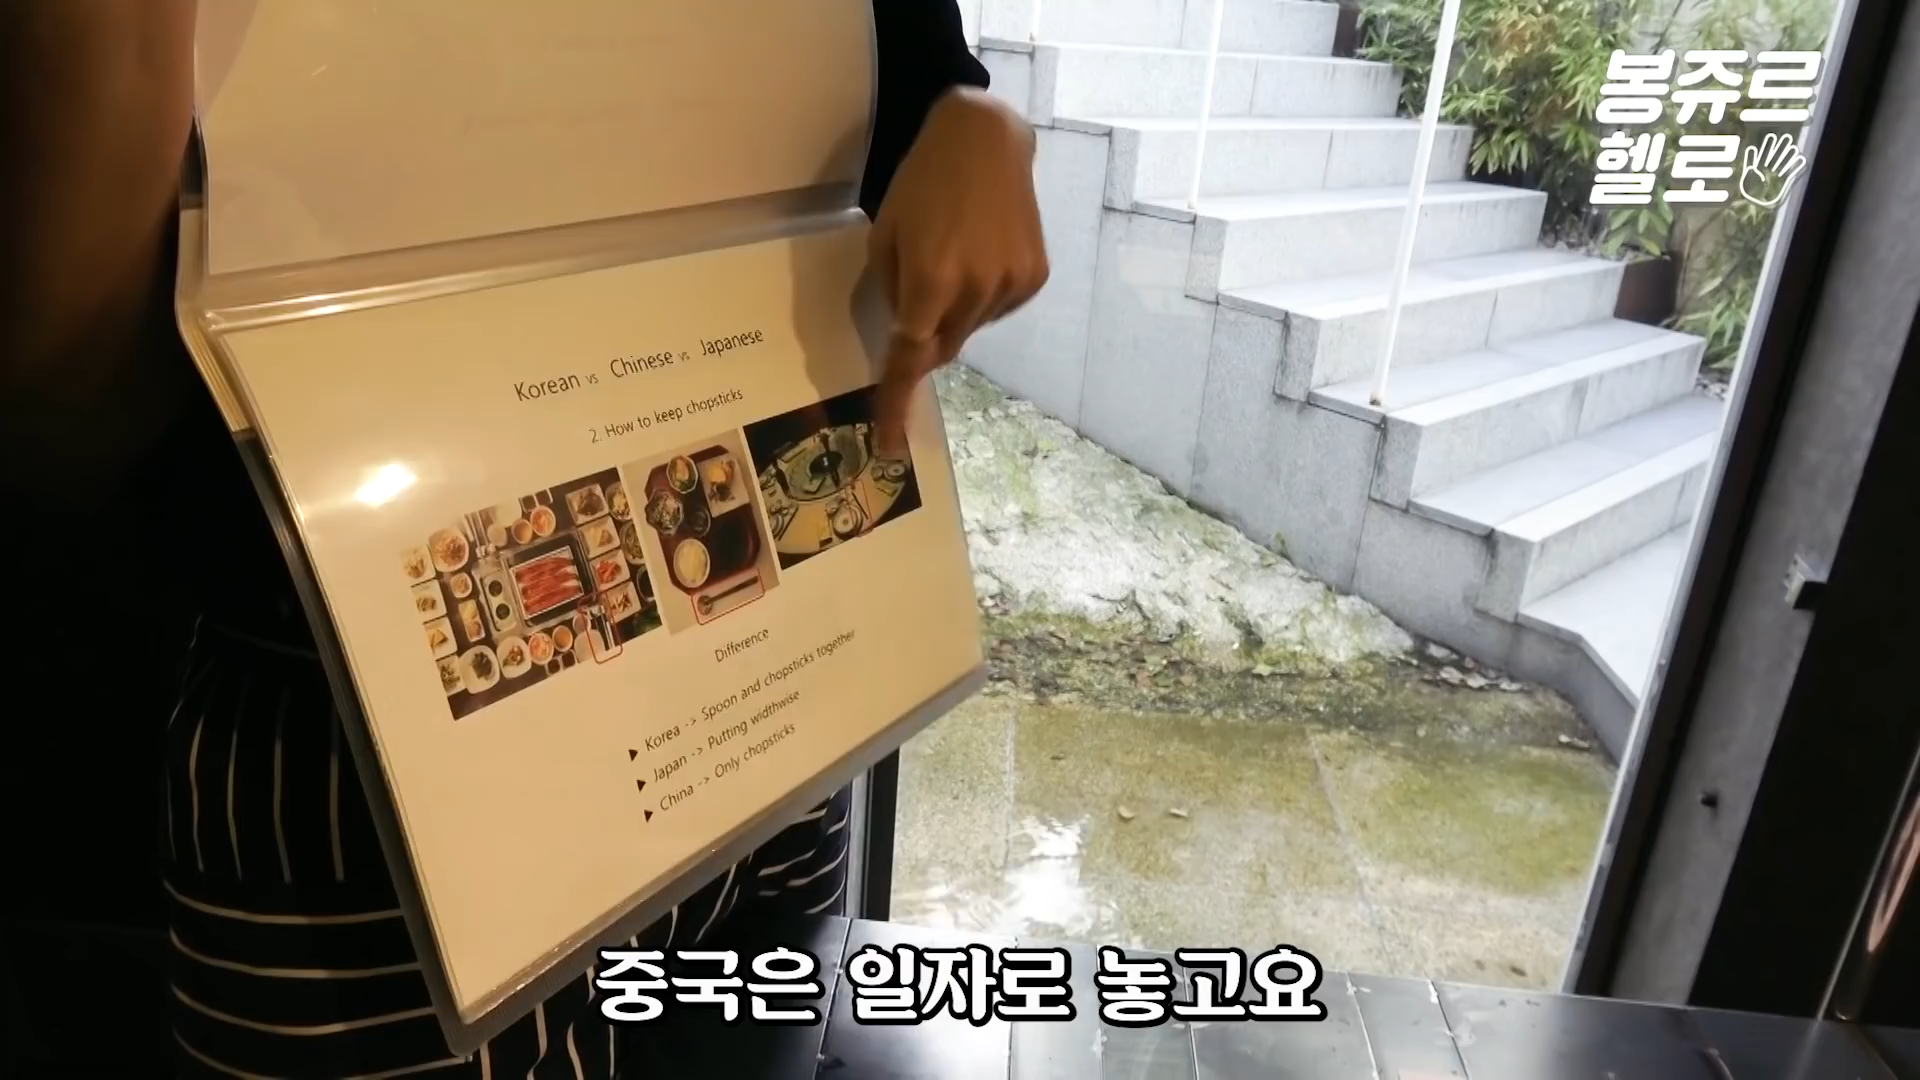 봉쥬르
헬로
Korean vs Chinese vs Japanese
2. How to keep chopsticks
Difference
▶ Korea -> Spoon and chopsticks together
▶ Japan -> Putting widthwise
▶ China -> Only chopsticks
중국은 일자로 놓고요